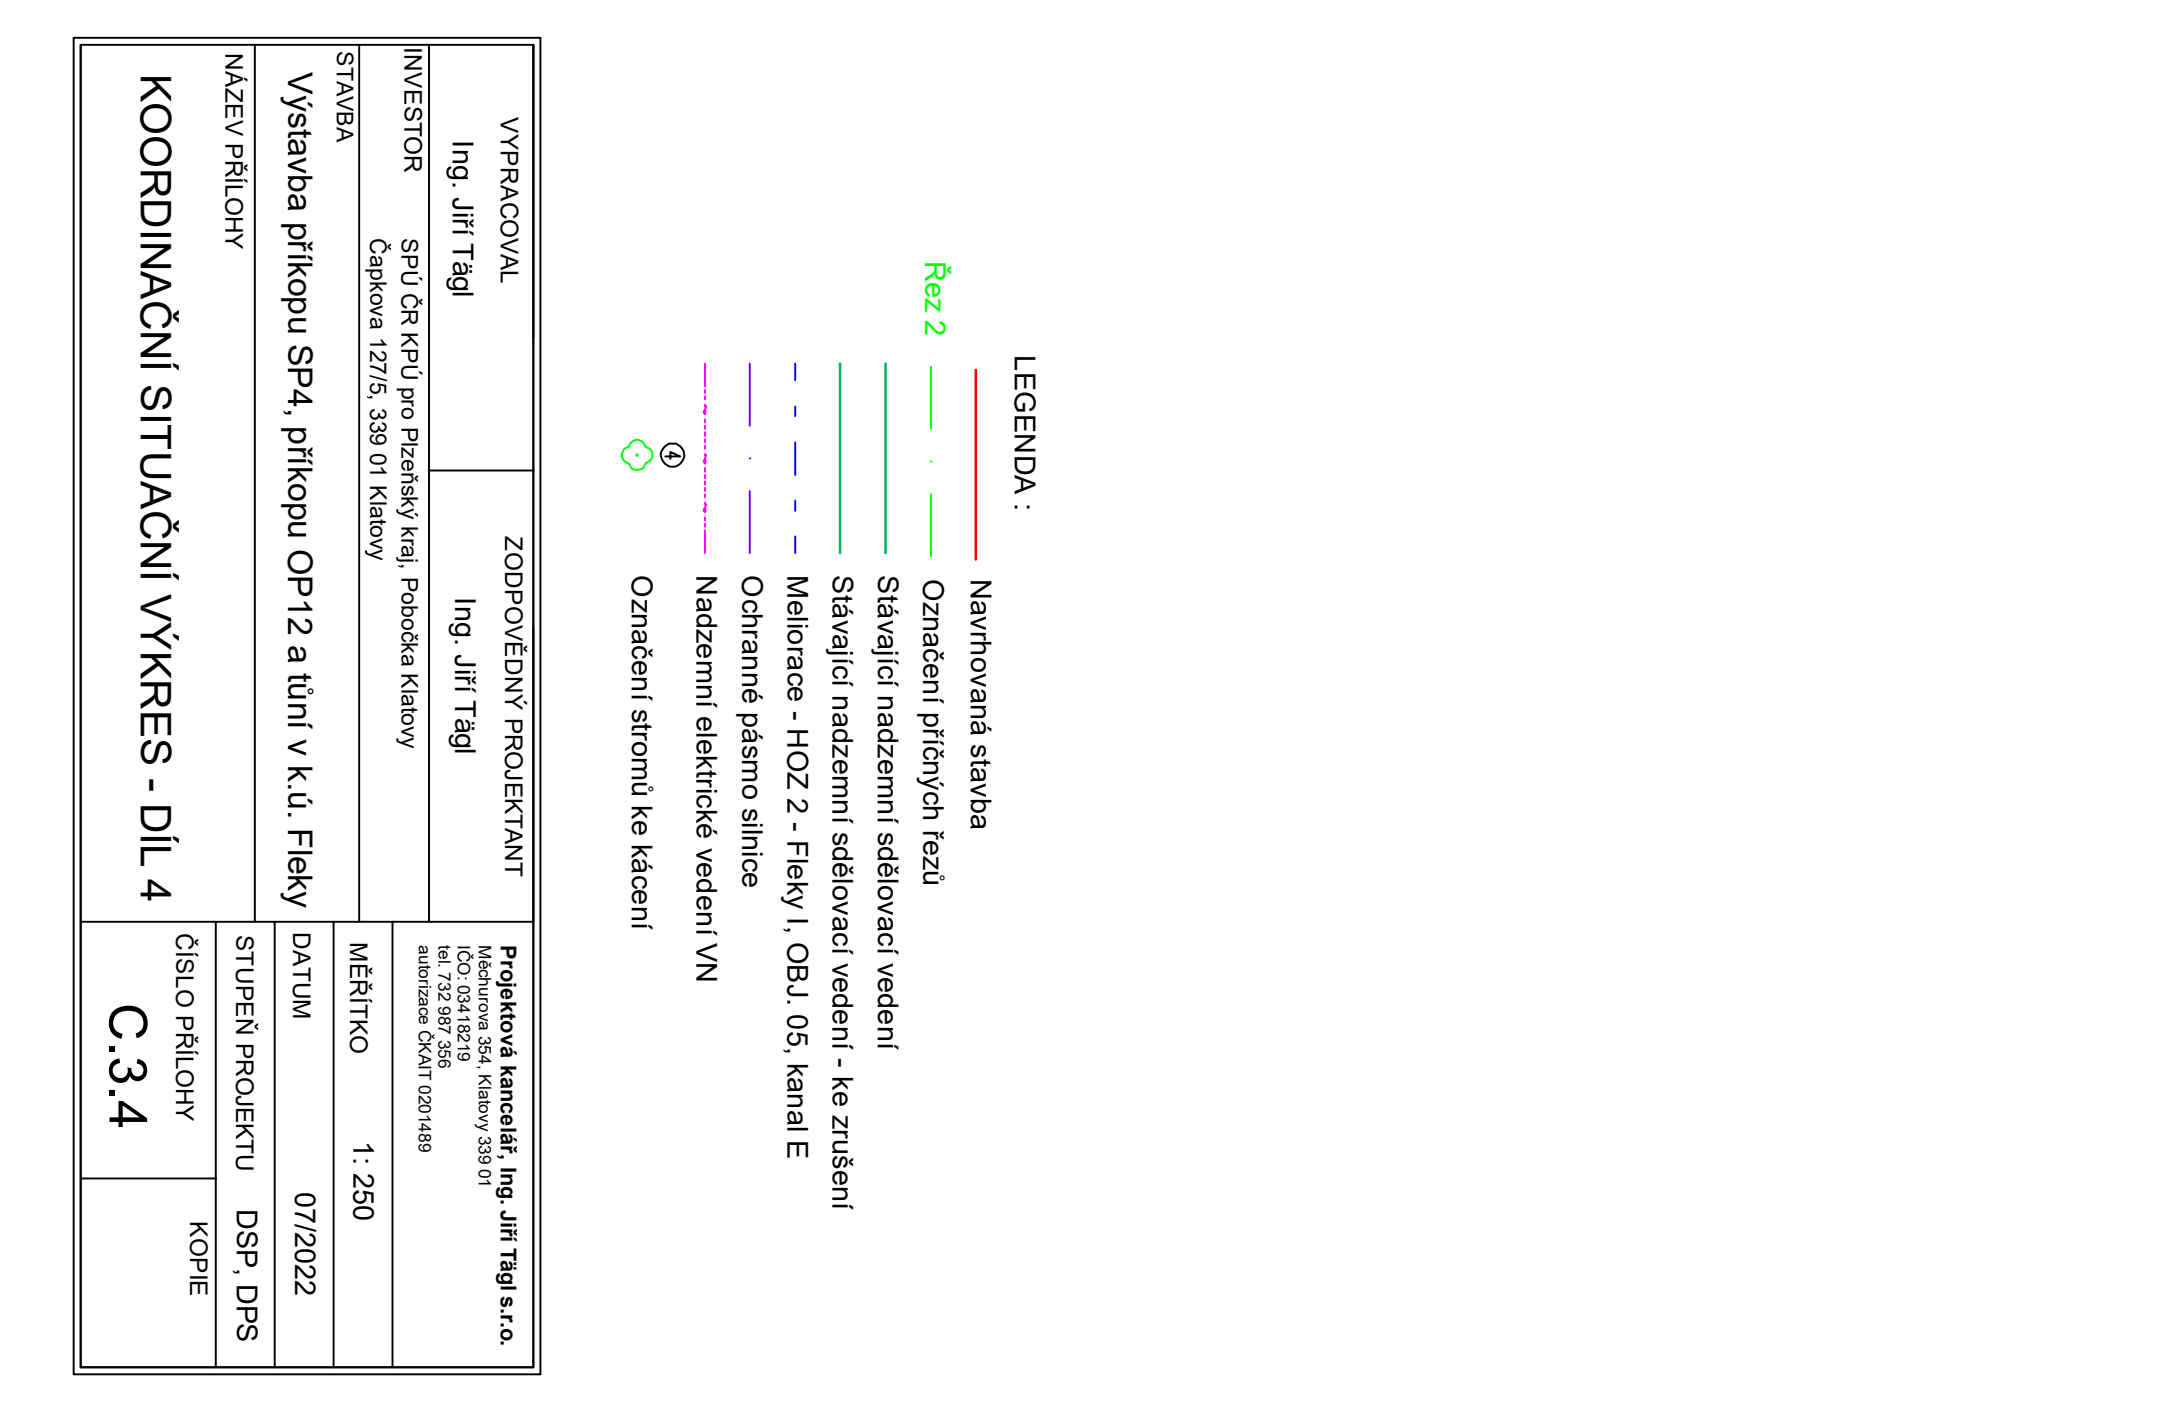 LEGENDA :
Navrhovaná stavba
Řez 2 Označení příčných řezů
Stávající nadzemní sdělovací vedení
Stávající nadzemní sdělovací vedení - ke zrušení
Meliorace - HOZ 2 - Fleky I, OBJ. 05, kanal E
Ochranné pásmo silnice
Nadzemní elektrické vedení VN
4
Označení stromů ke kácení
VYPRACOVAL
Ing. Jiří Tägl
ZODPOVĚDNÝ PROJEKTANT
Ing. Jiří Tägl
Projektová kancelář, Ing. Jiří Tägl s.r.o.
Měchurova 354, Klatovy 339 01
IČO: 03418219
tel. 732 987 356
autorizace ČKAIT 0201489
INVESTOR
SPÚ ČR KPÚ pro Plzeňský kraj, Pobočka Klatovy
Čapkova 127/5, 339 01 Klatovy
STAVBA
Výstavba příkopu SP4, příkopu OP12 a tůní v k.ú. Fleky
MĚŘÍTKO 1: 250
DATUM 07/2022
STUPEŇ PROJEKTU DSP, DPS
NÁZEV PŘÍLOHY
KOORDINAČNÍ SITUAČNÍ VÝKRES - DÍL 4
ČÍSLO PŘÍLOHY
C.3.4
KOPIE